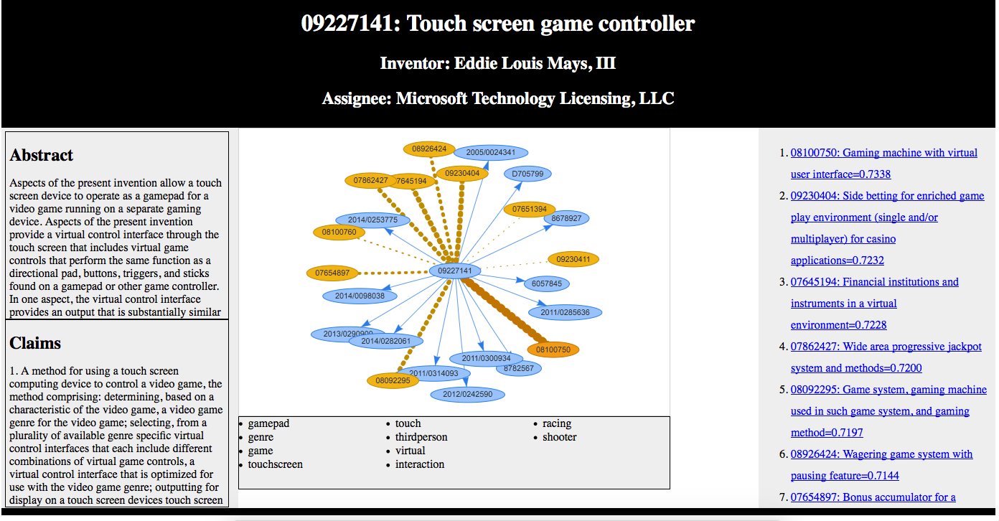 09227141: Touch screen game controller
Inventor: Eddie Louis Mays, III
Assignee: Microsoft Technology Licensing, LLC
Abstract
Aspects of the present invention allow a touch
screen device to operate as a gamepad for a
video game running on a separate gaming
device. Aspects of the present invention
provide a virtual control interface through the
touch screen that includes virtual game
controls that perform the same function as a
directional pad, buttons, triggers, and sticks
found on a gamepad or other game controller.
In one aspect, the virtual control interface
provides an output that is substantially similar
Claims
1. A method for using a touch screen
computing device to control a video game, the
method comprising: determining, based on a
characteristic of the video game, a video game
genre for the video game; selecting, from a
plurality of available genre specific virtual
control interfaces that each include different
combinations of virtual game controls, a
virtual control interface that is optimized for
use with the video game genre; outputting for
display on a touch screen devices touch screen
08926424
2005/0024341
09230404
D705799
07862427
7645194
07651394
8678927
2014/0253775
08100760
09230411
09227141
07654897
6057845
2014/0098038
2011/0285636
2013/0290909
2014/0282061
08100750
2011/0300934
8782567
2011/0314093
08092295
2012/0242590
• gamepad
• genre
• game
• touchscreen
• touch
• thirdperson
• virtual
• interaction
• racing
• shooter
1. 08100750: Gaming machine with virtual
user interface=0.7338
2. 09230404: Side betting for enriched game
play environment (single and/or
multiplayer) for casino
applications=0.7232
3. 07645194: Financial institutions and
instruments in a virtual
environment=0.7228
4. 07862427: Wide area progressive jackpot
system and methods=0.7200
5. 08092295: Game system, gaming machine
used in such game system, and gaming
method=0.7197
6. 08926424: Wagering game system with
pausing feature=0.7144
7. 07654897: Bonus accumulator for a